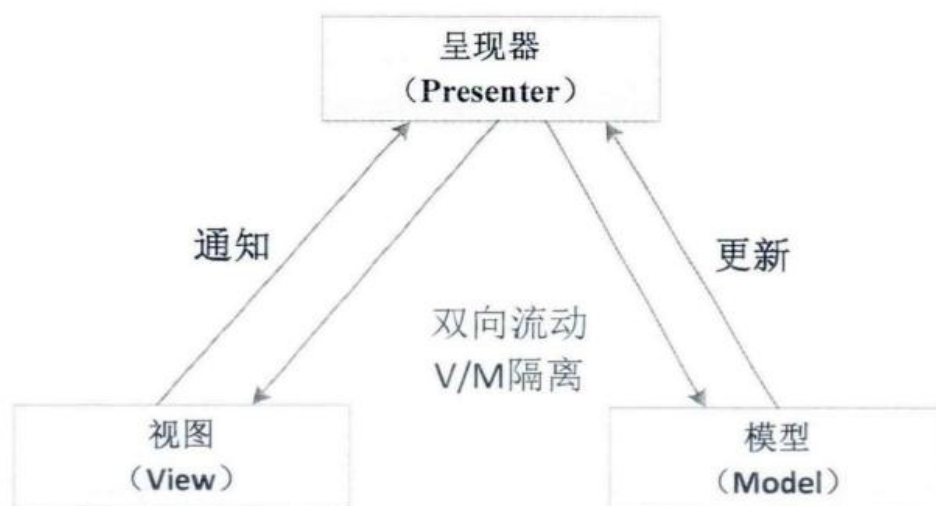 呈现器
（Presenter）
通知
更新
双向流动
V/M隔离
视图
（View）
模型
（Model）